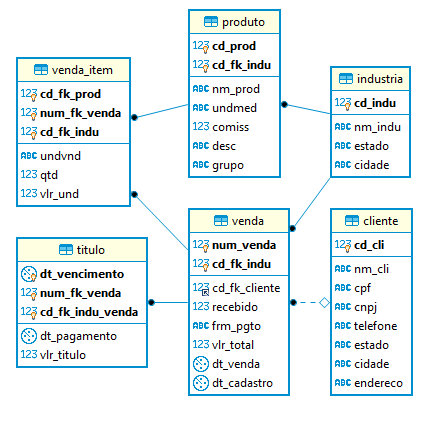 produto
123 cd_prod
123 cd_fk_indu
ABC nm_prod
ABC undmed
123 comiss
ABC desc
ABC grupo
venda_item
123 cd_fk_prod
123 num_fk_venda
123 cd_fk_indu
ABC undvnd
123 qtd
123 vlr_und
industria
123 cd_indu
ABC nm_indu
ABC estado
ABC cidade
venda
123 num_venda
123 cd_fk_indu
123 cd_fk_cliente
123 recebido
ABC frm_pgto
123 vlr_total
dt_venda
dt_cadastro
cliente
123 cd_cli
ABC nm_cli
ABC cpf
ABC cnpj
ABC telefone
ABC estado
ABC cidade
ABC endereco
titulo
dt_vencimento
123 num_fk_venda
123 cd_fk_indu_venda
dt_pagamento
123 vlr_titulo